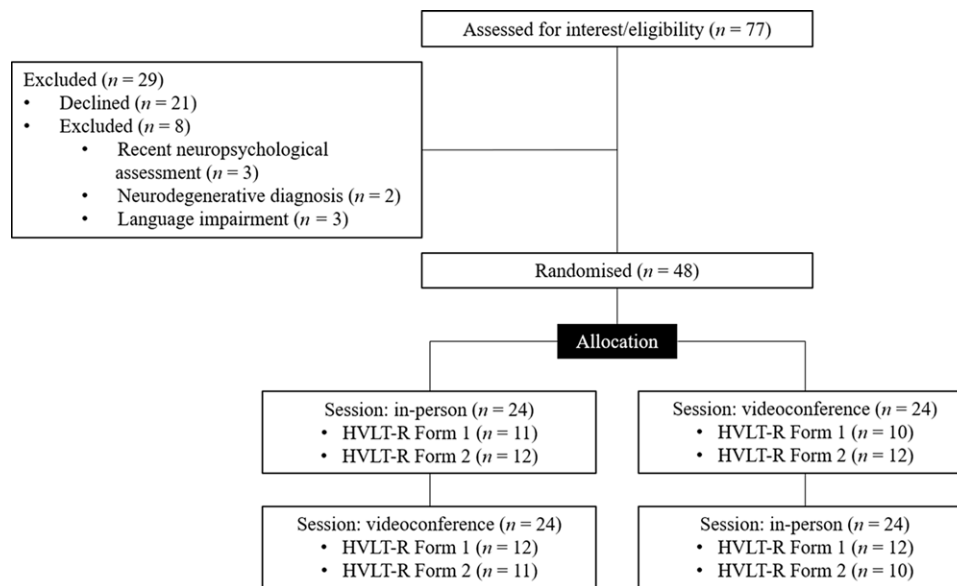 Assessed for interest/eligibility (n = 77)
Excluded (n = 29)
• Declined (n = 21)
• Excluded (n = 8)
• Recent neuropsychological
assessment (n = 3)
• Neurodegenerative diagnosis (n = 2)
• Language impairment (n = 3)
Randomised (n = 48)
Allocation
Session: in-person (n = 24)
• HVLT-R Form 1 (n = 11)
• HVLT-R Form 2 (n = 12)
Session: videoconference (n = 24)
• HVLT-R Form 1 (n = 10)
• HVLT-R Form 2 (n = 12)
Session: videoconference (n = 24)
• HVLT-R Form 1 (n = 12)
• HVLT-R Form 2 (n = 11)
Session: in-person (n = 24)
• HVLT-R Form 1 (n = 12)
• HVLT-R Form 2 (n = 10)